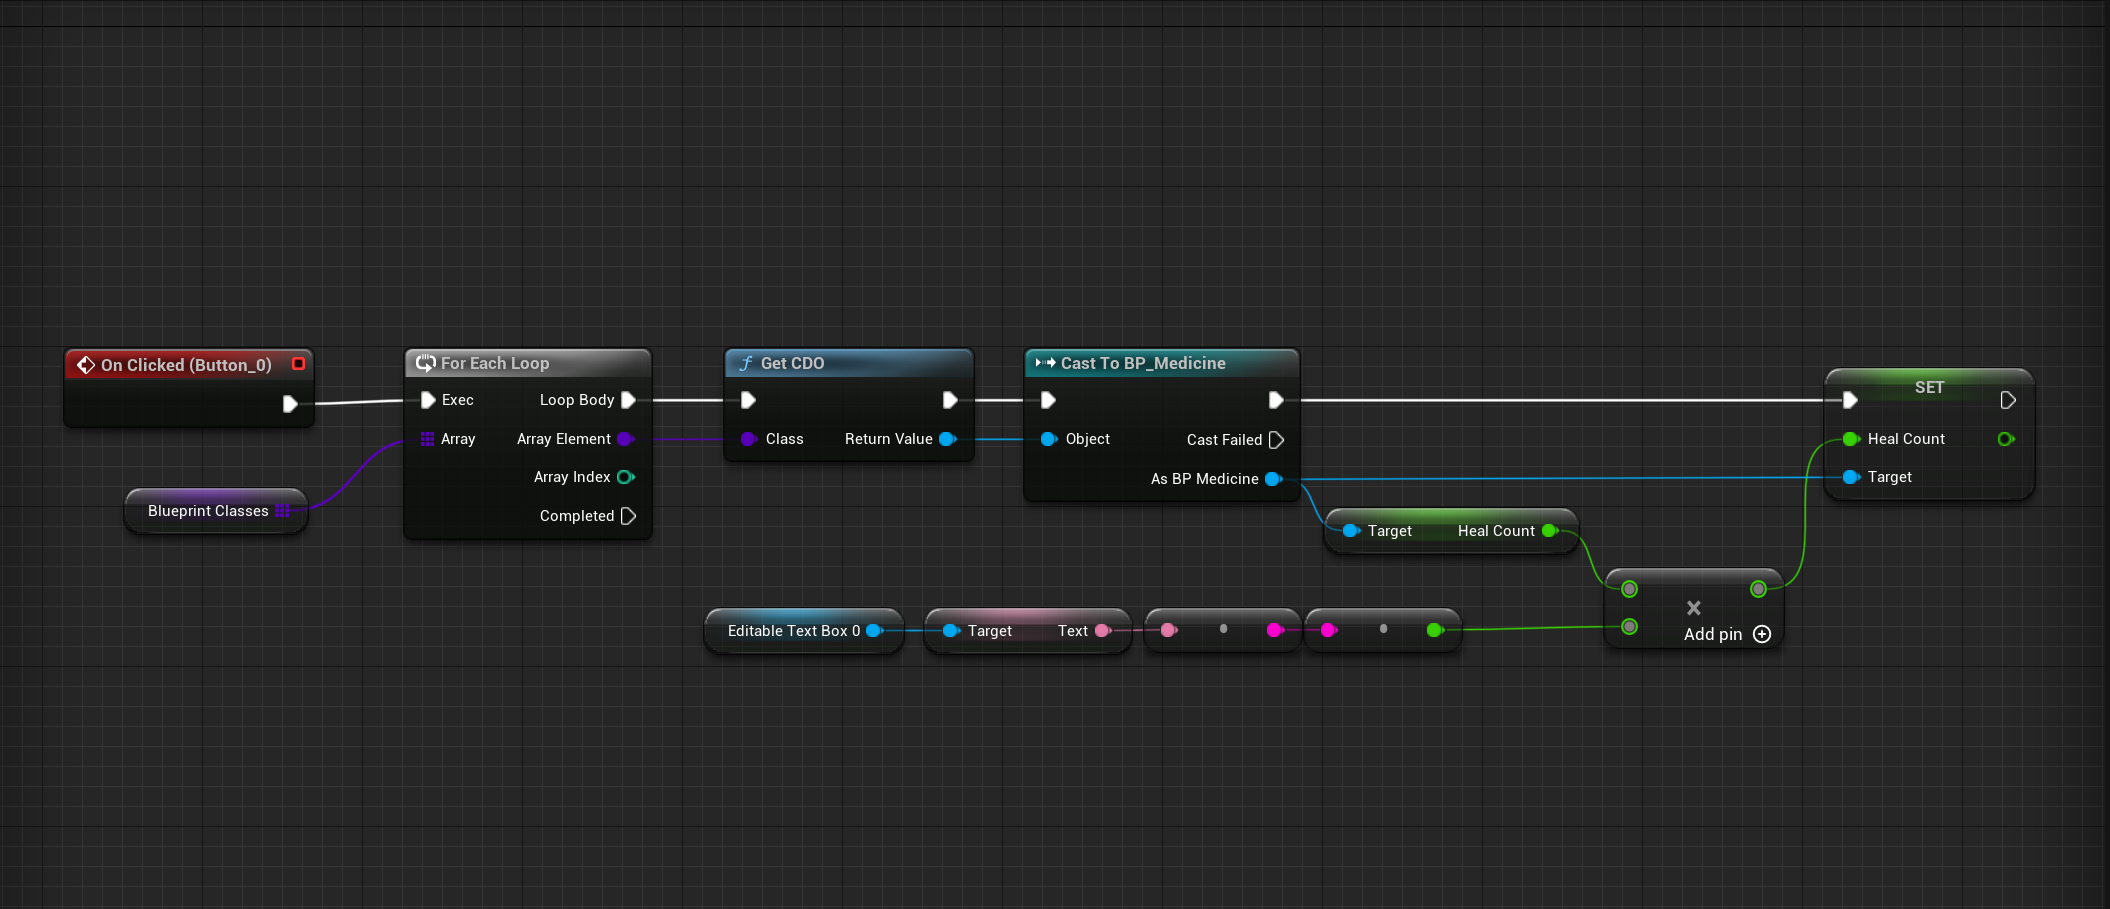 On Clicked (Button_0)
For Each Loop
Exec
Loop Body
Array
Array Element
Array Index
Completed
Blueprint Classes
Get CDO
Class
Return Value
Cast To BP_Medicine
Object
Cast Failed
As BP Medicine
SET
Heal Count
Target
Target
Heal Count
Editable Text Box 0
Target
Text
Add pin